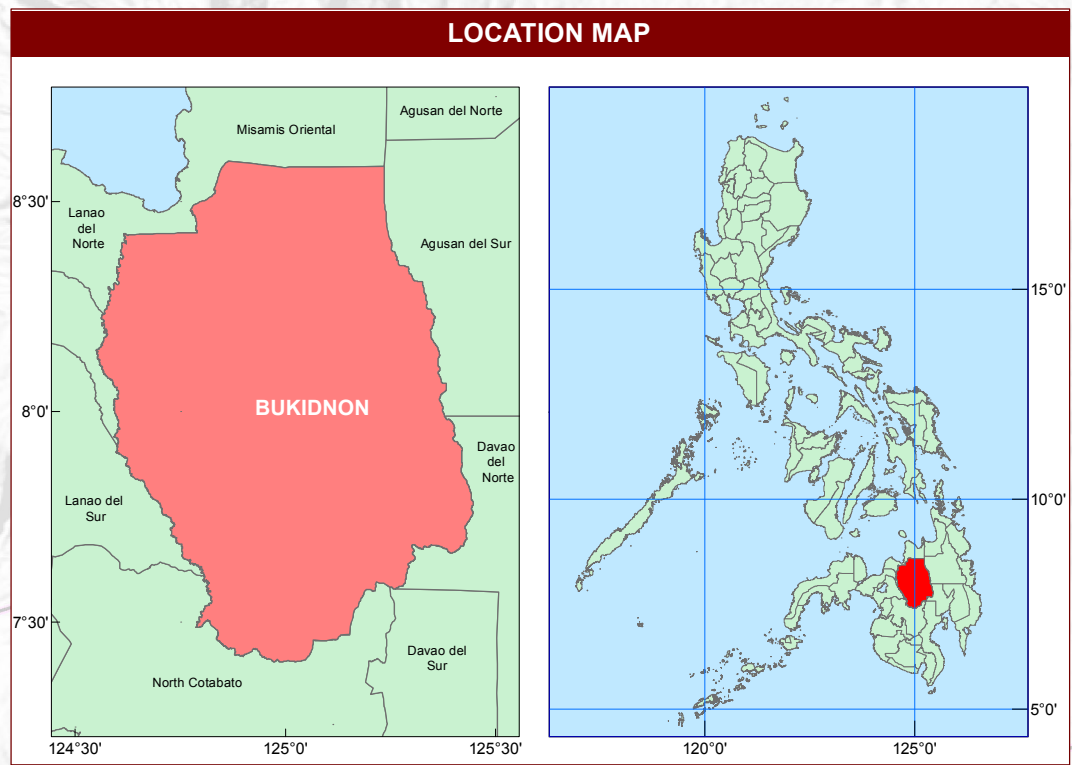 LOCATION MAP
Agusan del Norte
Misamis Oriental
8°30'
Lanao
del
Norte
Agusan del Sur
8°0'
BUKIDNON
Davao
del
Norte
Lanao del
Sur
7°30'
Davao del
Sur
North Cotabato
124°30'
125°0'
125°30'
15°0'
10°0'
5°0'
120°0'
125°0'